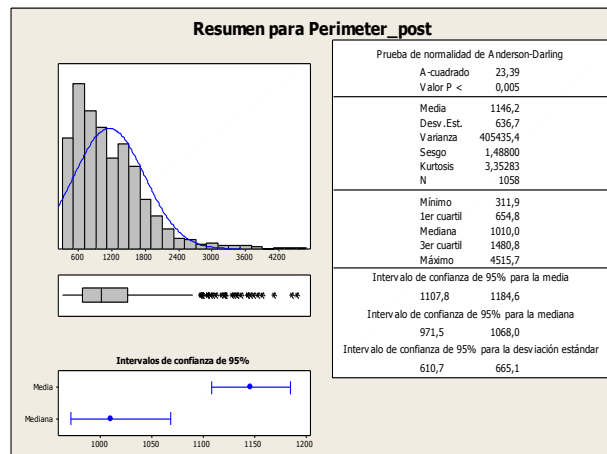 Resumen para Perimeter_post
600 1200 1800 2400 3000 3600 4200
Intervalos de confianza de 95%
Media
Mediana
1000 1050 1100 1150 1200
Prueba de normalidad de Anderson-Darling
A-cuadrado 23,39
Valor P < 0,005
Media 1146,2
Desv.Est. 636,7
Varianza 405435,4
Sesgo 1,48800
Kurtosis 3,35283
N 1058
Mínimo 311,9
1er cuartil 654,8
Mediana 1010,0
3er cuartil 1480,8
Máximo 4515,7
Intervalo de confianza de 95% para la media
1107,8 1184,6
Intervalo de confianza de 95% para la mediana
971,5 1068,0
Intervalo de confianza de 95% para la desviación estándar
610,7 665,1